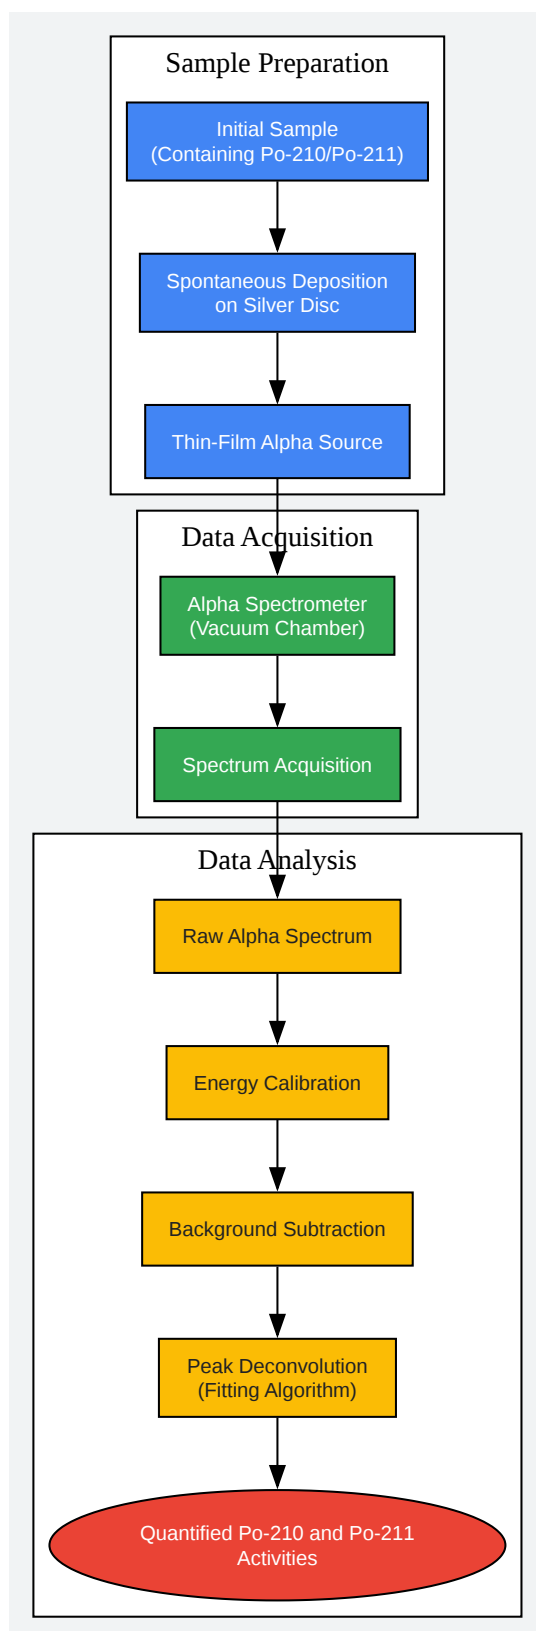 Sample Preparation
Initial Sample
(Containing Po-210/Po-211)
Spontaneous Deposition
on Silver Disc
Thin-Film Alpha Source
Data Acquisition
Alpha Spectrometer
(Vacuum Chamber)
Spectrum Acquisition
Data Analysis
Raw Alpha Spectrum
Energy Calibration
Background Subtraction
Peak Deconvolution
(Fitting Algorithm)
Quantified Po-210 and Po-211
Activities